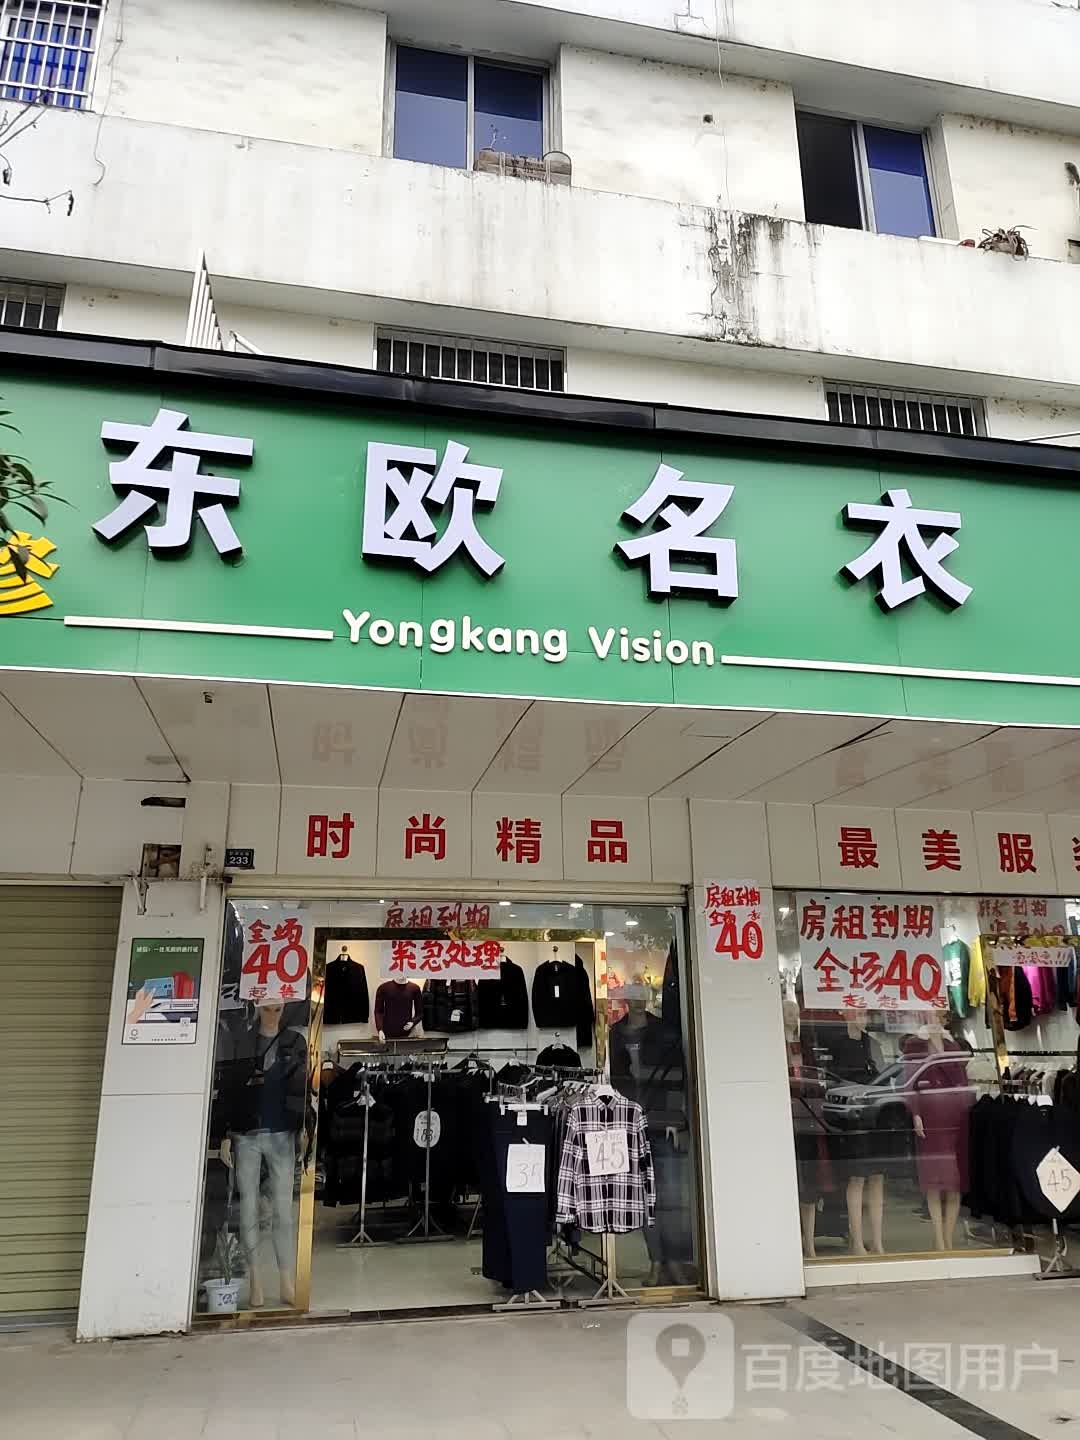 东欧名衣
Yongkang Vision
时尚精品
最美服
233
全场
40
起售
房租到期
紧急处理
房租到期
全场
40
房租到期
全场40
起起起
35
45
45
百度地图用户